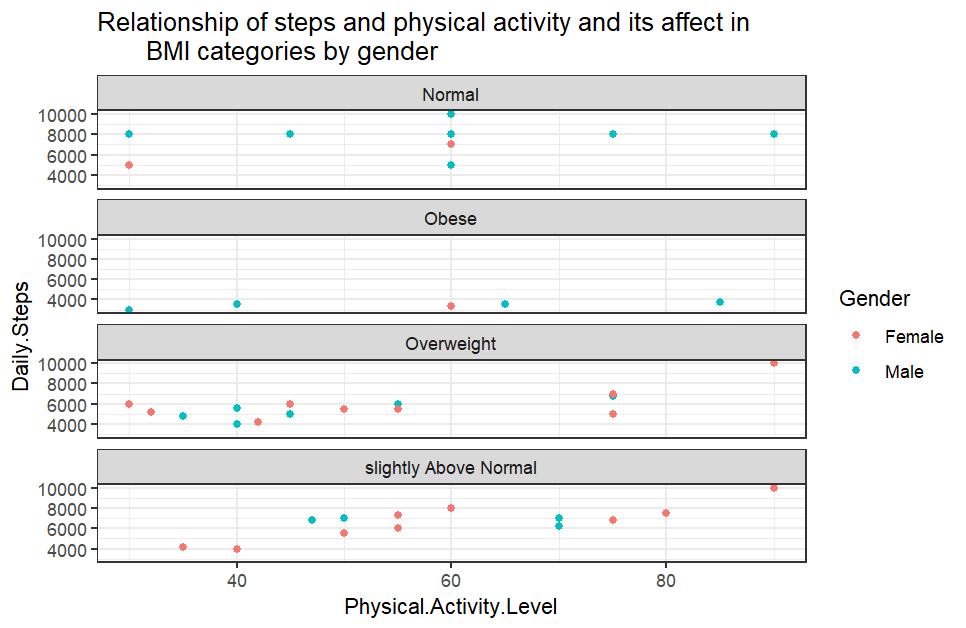 Relationship of steps and physical activity and its affect in
BMI categories by gender
Normal
10000
8000
6000
4000
Obese
10000
8000
6000
4000
Overweight
10000
8000
6000
4000
slightly Above Normal
10000
8000
6000
4000
40 60 80
Physical.Activity.Level
Daily.Steps
Gender
Female
Male